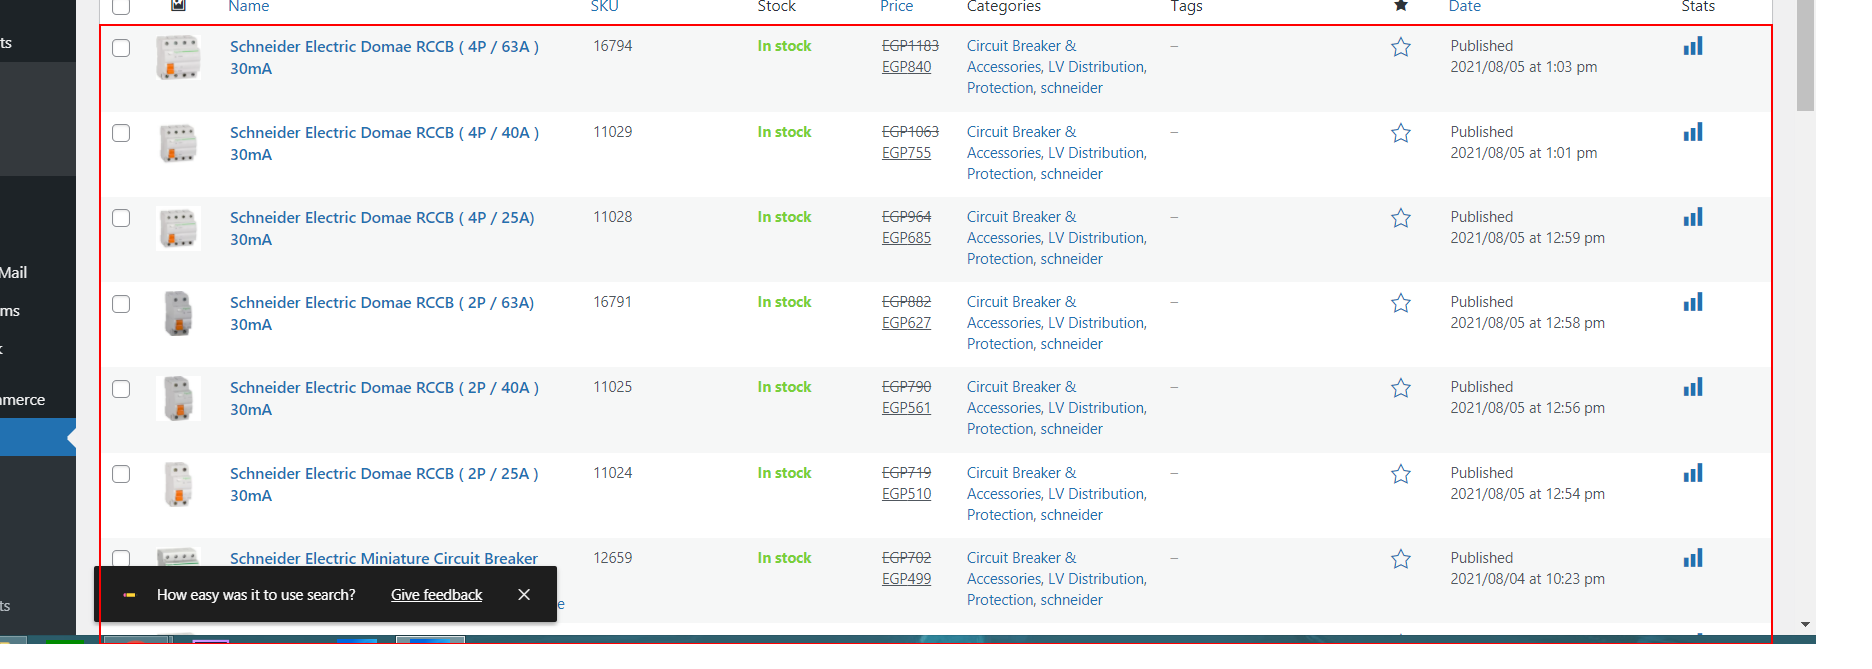 Name SKU Stock Price Categories Tags Date Stats
ts
Schneider Electric Domae RCCB ( 4P / 63A ) 16794 In stock EGP1183 Circuit Breaker & – Published
30mA EGP840 Accessories, LV Distribution, 2021/08/05 at 1:03 pm
Protection, schneider
Schneider Electric Domae RCCB ( 4P / 40A ) 11029 In stock EGP1063 Circuit Breaker & – Published
30mA EGP755 Accessories, LV Distribution, 2021/08/05 at 1:01 pm
Protection, schneider
Schneider Electric Domae RCCB ( 4P / 25A) 11028 In stock EGP964 Circuit Breaker & – Published
30mA EGP685 Accessories, LV Distribution, 2021/08/05 at 12:59 pm
Protection, schneider
Mail
Schneider Electric Domae RCCB ( 2P / 63A) 16791 In stock EGP882 Circuit Breaker & – Published
ms
30mA EGP627 Accessories, LV Distribution, 2021/08/05 at 12:58 pm
Protection, schneider
Schneider Electric Domae RCCB ( 2P / 40A ) 11025 In stock EGP790 Circuit Breaker & – Published
merce
30mA EGP561 Accessories, LV Distribution, 2021/08/05 at 12:56 pm
Protection, schneider
Schneider Electric Domae RCCB ( 2P / 25A ) 11024 In stock EGP719 Circuit Breaker & – Published
30mA EGP510 Accessories, LV Distribution, 2021/08/05 at 12:54 pm
Protection, schneider
Schneider Electric Miniature Circuit Breaker 12659 In stock EGP702 Circuit Breaker & – Published
EGP499 Accessories, LV Distribution, 2021/08/04 at 10:23 pm
Protection, schneider
How easy was it to use search? Give feedback
ts
e